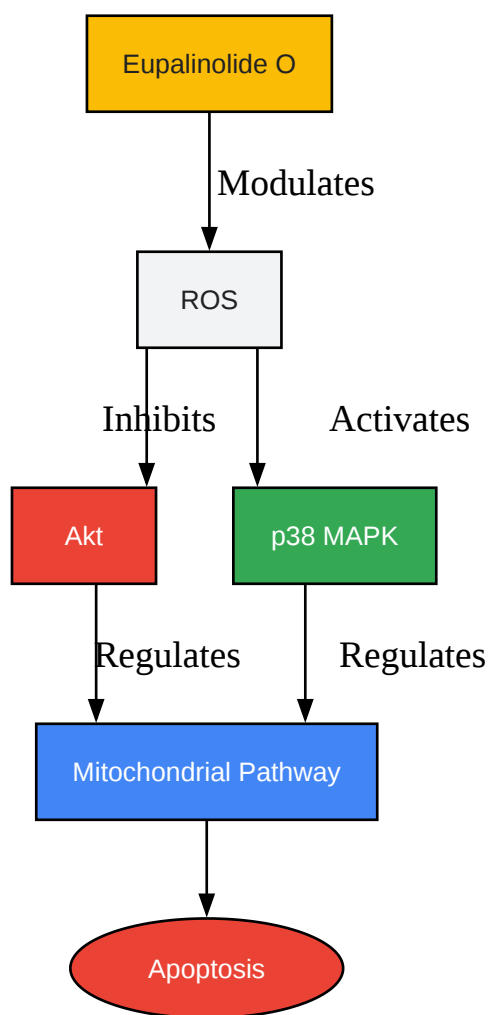 Eupalinolide O
Modulates
ROS
Inhibits
Activates
Akt
p38 MAPK
Regulates
Regulates
Mitochondrial Pathway
Apoptosis